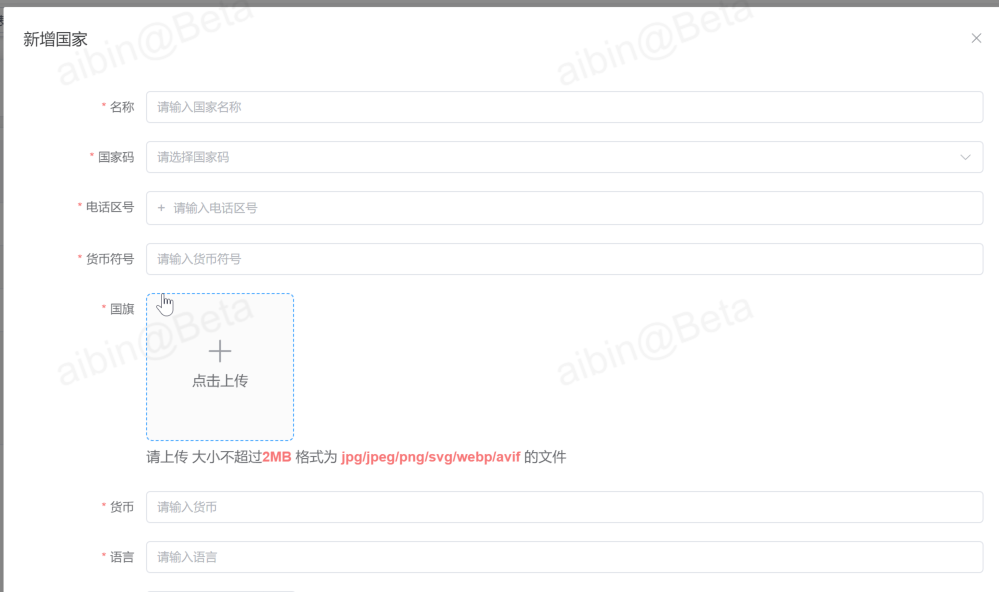 新增国家
* 名称 请输入国家名称
* 国家码 请选择国家码
* 电话区号 + 请输入电话区号
* 货币符号 请输入货币符号
* 国旗
点击上传
请上传 大小不超过2MB 格式为 jpg/jpeg/png/svg/webp/avif 的文件
* 货币 请输入货币
* 语言 请输入语言
aibin@Beta
aibin@Beta
aibin@Beta
aibin@Beta